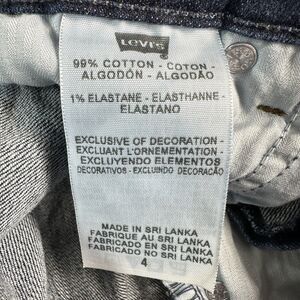 LEVI'S
99% COTTON - COTON -
ALGODÓN - ALGODÃO
1% ELASTANE - ELASTHANNE -
ELASTANO
EXCLUSIVE OF DECORATION -
EXCLUANT L'ORNEMENTATION -
EXCLUYENDO ELEMENTOS
DECORATIVOS - EXCLUINDO DECORAÇÃO
MADE IN SRI LANKA
FABRIQUE AU SRI LANKA
FABRICADO EN SRI LANKA
FABRICADO NO SRI LANKA
4